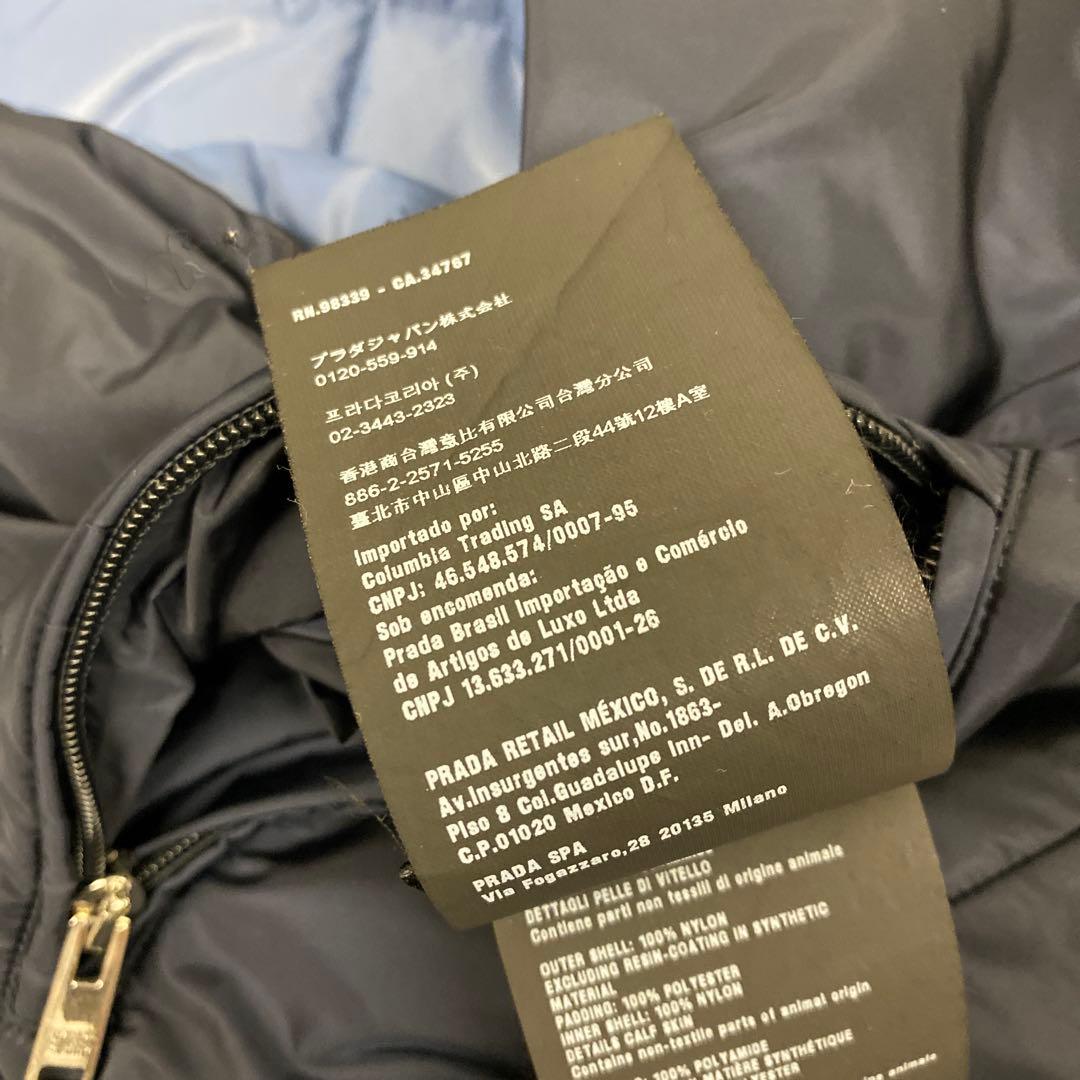 RN.98339 - CA.34767
プラダジャパン株式会社
0120-559-914
프라다코리아 (주)
02-3443-2323
香港商台灣薏比有限公司台灣分公司
886-2-2571-5255
臺北市中山區中山北路二段44號12樓A室
Importado por:
Columbia Trading SA
CNPJ: 46.548.574/0007-95
Sob encomenda:
Prada Brasil Importação e Comércio
de Artigos de Luxo Ltda
CNPJ 13.633.271/0001-26
PRADA RETAIL MÉXICO, S. DE R.L. DE C.V.
Av.Insurgentes sur,No.1863-
Piso 8 Col.Guadalupe Inn- Del. A.Obregon
C.P.01020 Mexico D.F.
PRADA SPA
Via Fogazzaro,28 20135 Milano
DETTAGLI PELLE DI VITELLO
Contiene parti non tessili di origine animale
OUTER SHELL: 100% NYLON
EXCLUDING RESIN-COATING IN SYNTHETIC
MATERIAL
PADDING: 100% POLYESTER
INNER SHELL: 100% NYLON
DETAILS CALF SKIN
Contains non-textile parts of animal origin
100% POLYAMIDE
MATIÈRE SYNTHÉTIQUE
POLYESTER
d'origine animale